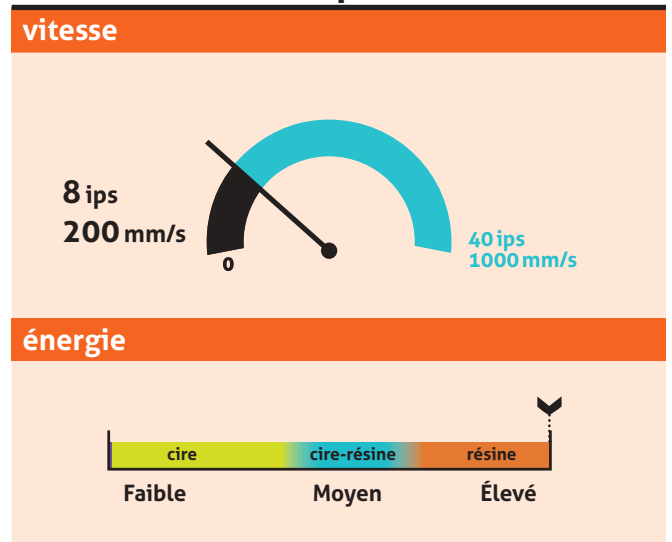 vitesse
8 ips
200 mm/s
0
40 ips
1000 mm/s
énergie
cire
cire-résine
résine
Faible
Moyen
Élevé